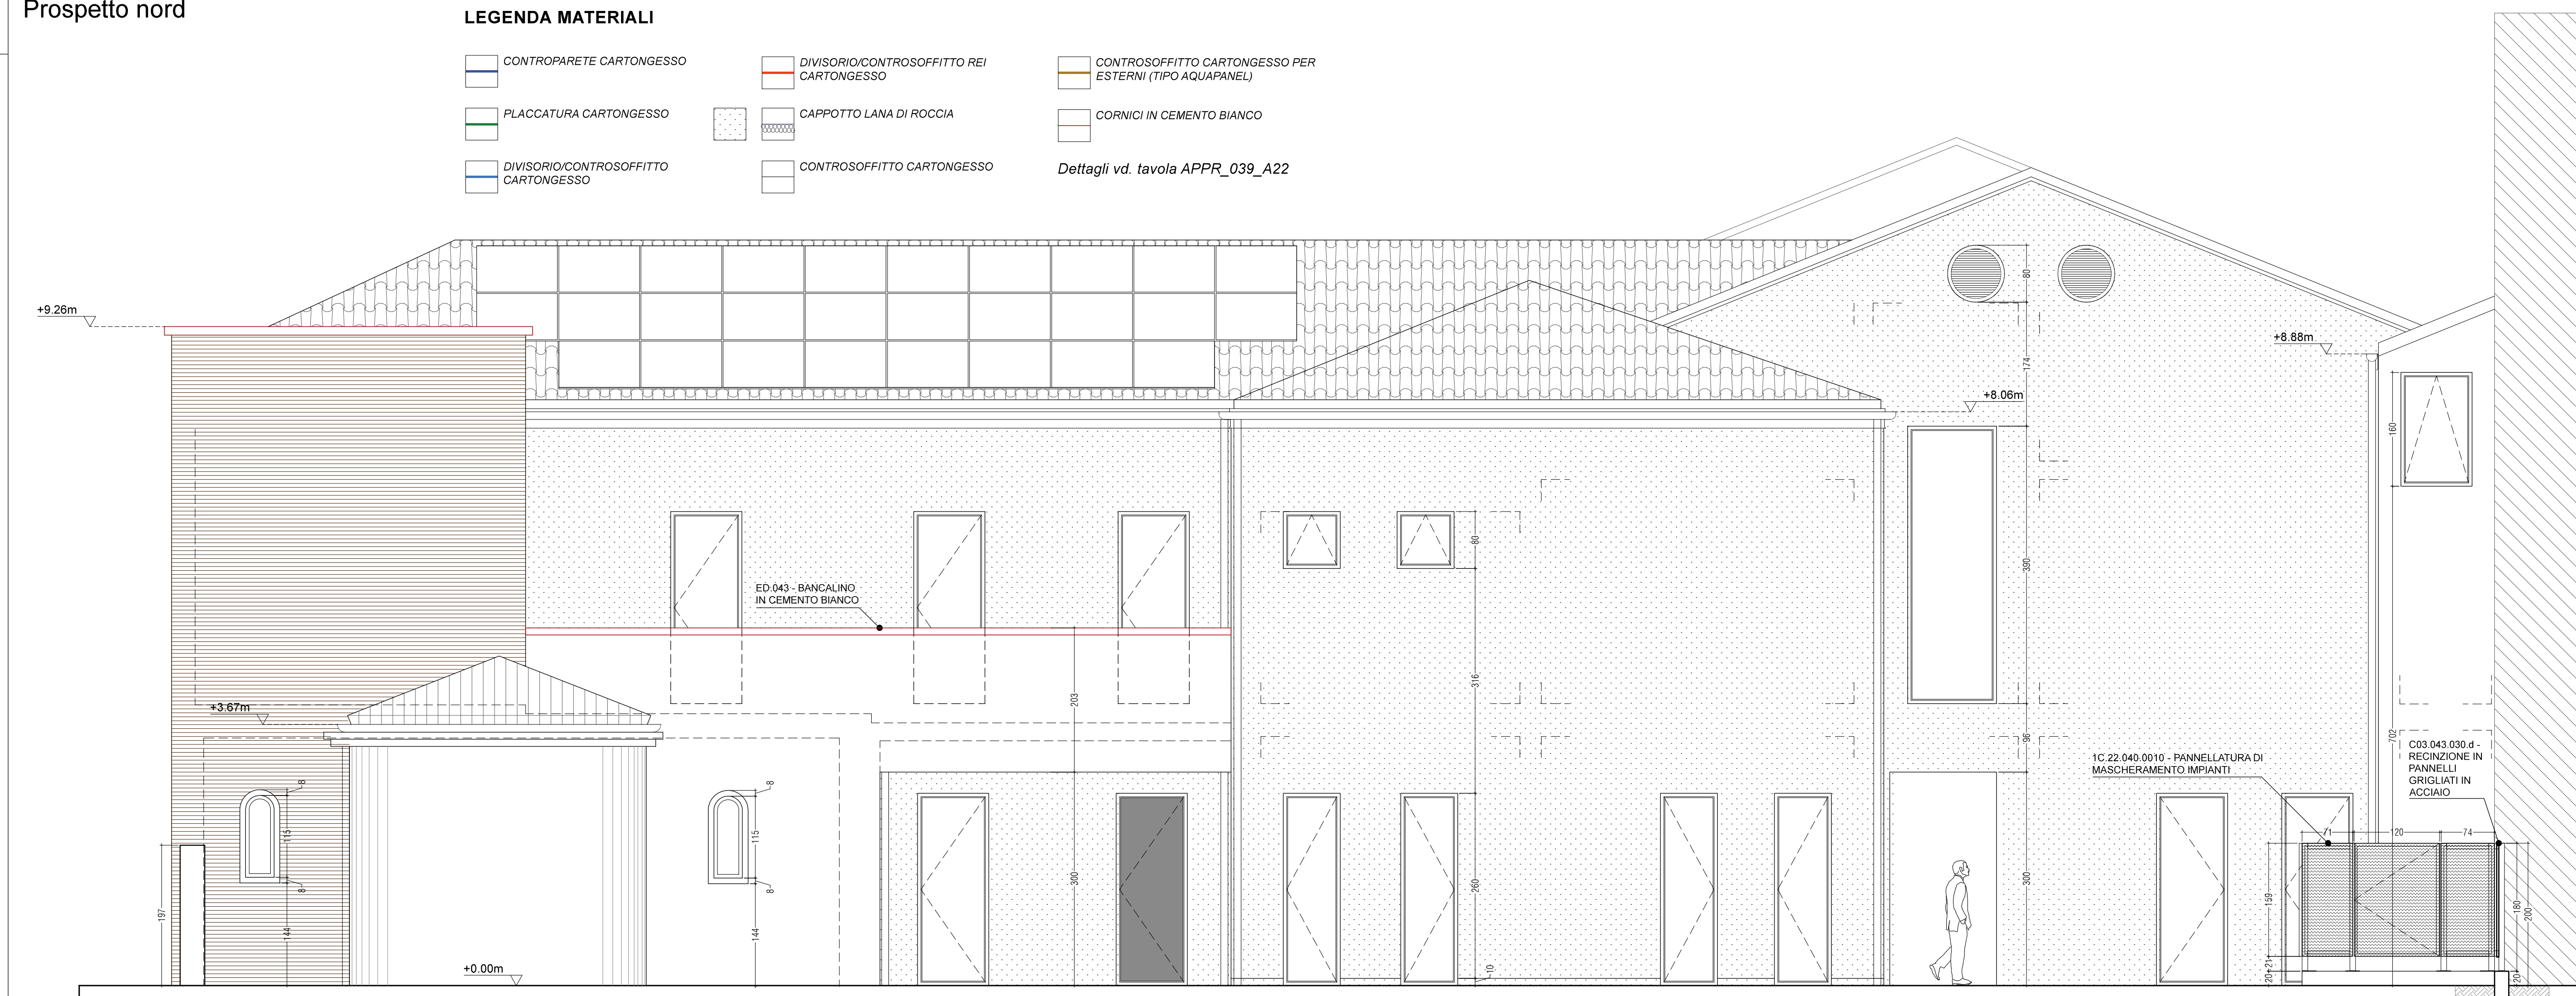 Prospetto nord
LEGENDA MATERIALI
CONTROPARETE CARTONGESSO
DIVISORIO/CONTROSOFFITTO REI
CARTONGESSO
CONTROSOFFITTO CARTONGESSO PER
ESTERNI (TIPO AQUAPANEL)
PLACCATURA CARTONGESSO
CAPPOTTO LANA DI ROCCIA
CORNICI IN CEMENTO BIANCO
DIVISORIO/CONTROSOFFITTO
CARTONGESSO
CONTROSOFFITTO CARTONGESSO
Dettagli vd. tavola APPR_039_A22
+9.26m
+8.88m
+8.06m
+3.67m
+0.00m
ED.043 - BANCALINO
IN CEMENTO BIANCO
1C.22.040.0010 - PANNELLATURA DI
MASCHERAMENTO IMPIANTI
C03.043.030.d -
RECINZIONE IN
PANNELLI
GRIGLIATI IN
ACCIAIO
197
8
115
8
144
8
115
8
144
203
300
80
316
260
10
80
174
390
96
300
160
702
71
120
74
159
21
20
180
20
200